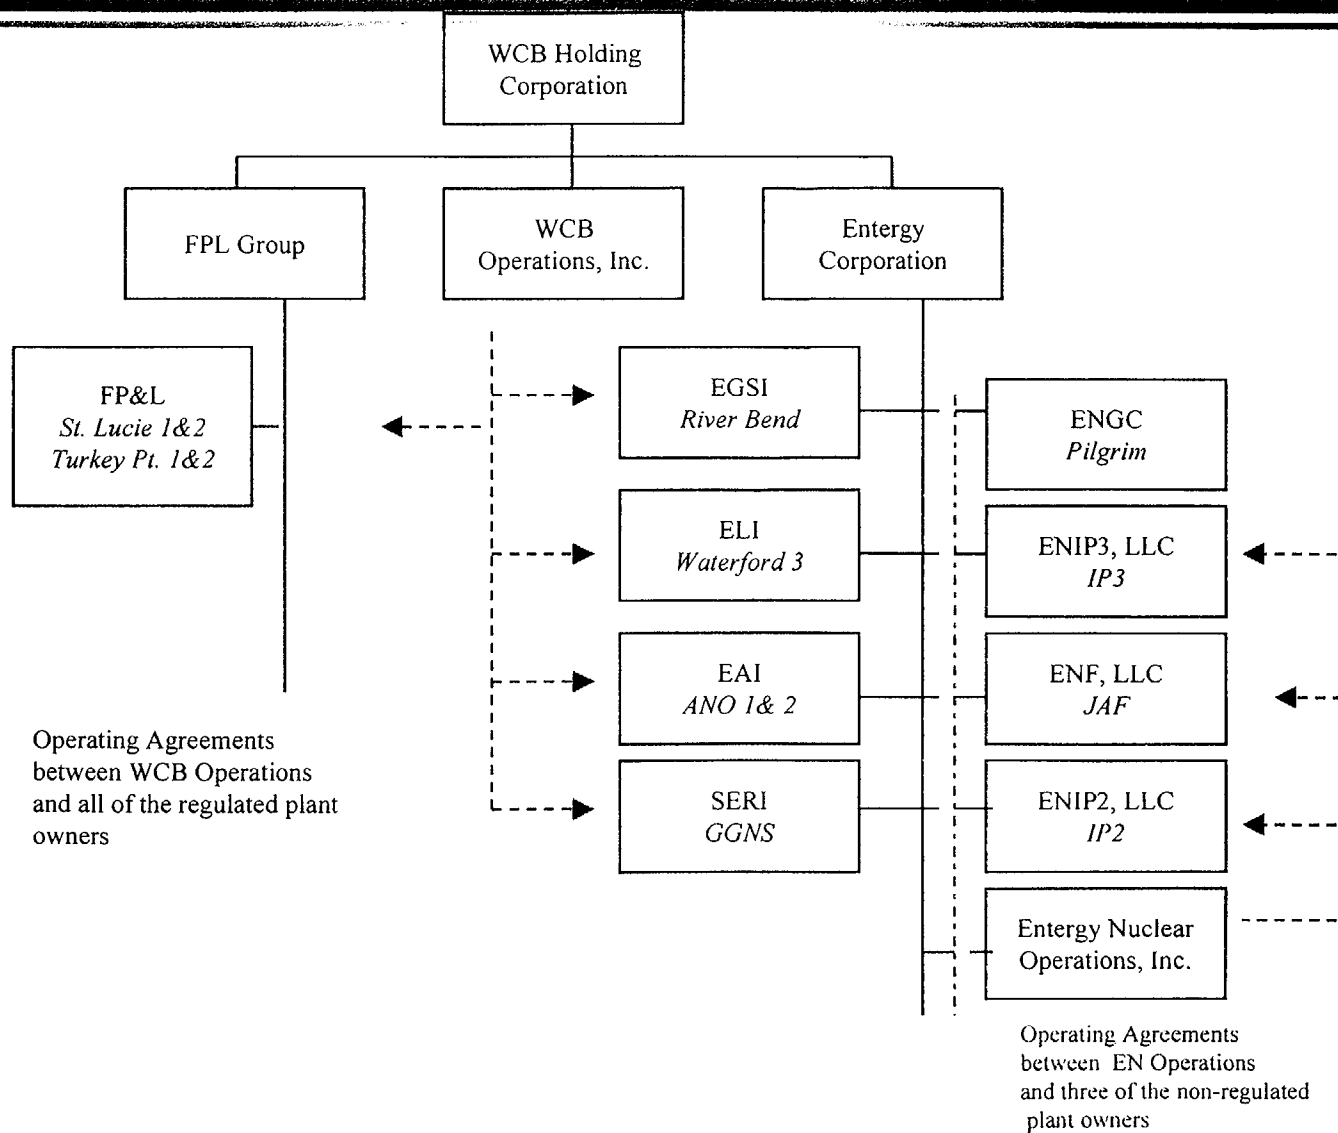 WCB Holding
Corporation
FPL Group
WCB
Operations, Inc.
Entergy
Corporation
FP&L
St. Lucie 1&2
Turkey Pt. 1&2
EGSI
River Bend
ENGC
Pilgrim
ELI
Waterford 3
ENIP3, LLC
IP3
EAI
ANO 1& 2
ENF, LLC
JAF
Operating Agreements
between WCB Operations
and all of the regulated plant
owners
SERI
GGNS
ENIP2, LLC
IP2
Entergy Nuclear
Operations, Inc.
Operating Agreements
between EN Operations
and three of the non-regulated
plant owners